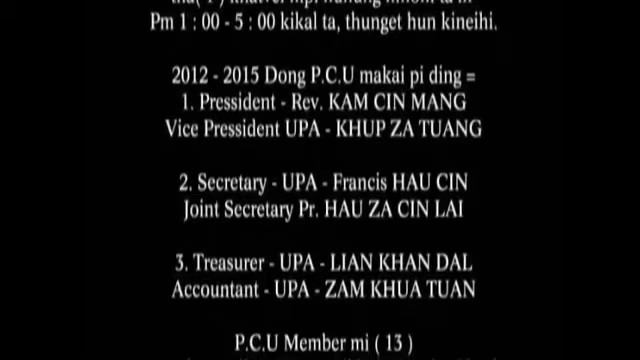 Pm 1 : 00 - 5 : 00 kikal ta, thunget hun kineihi.
2012 - 2015 Dong P.C.U makai pi ding =
1. Pressident - Rev. KAM CIN MANG
Vice Pressident UPA - KHUP ZA TUANG
2. Secretary - UPA - Francis HAU CIN
Joint Secretary Pr. HAU ZA CIN LAI
3. Treasurer - UPA - LIAN KHAN DAL
Accountant - UPA - ZAM KHUA TUAN
P.C.U Member mi ( 13 )